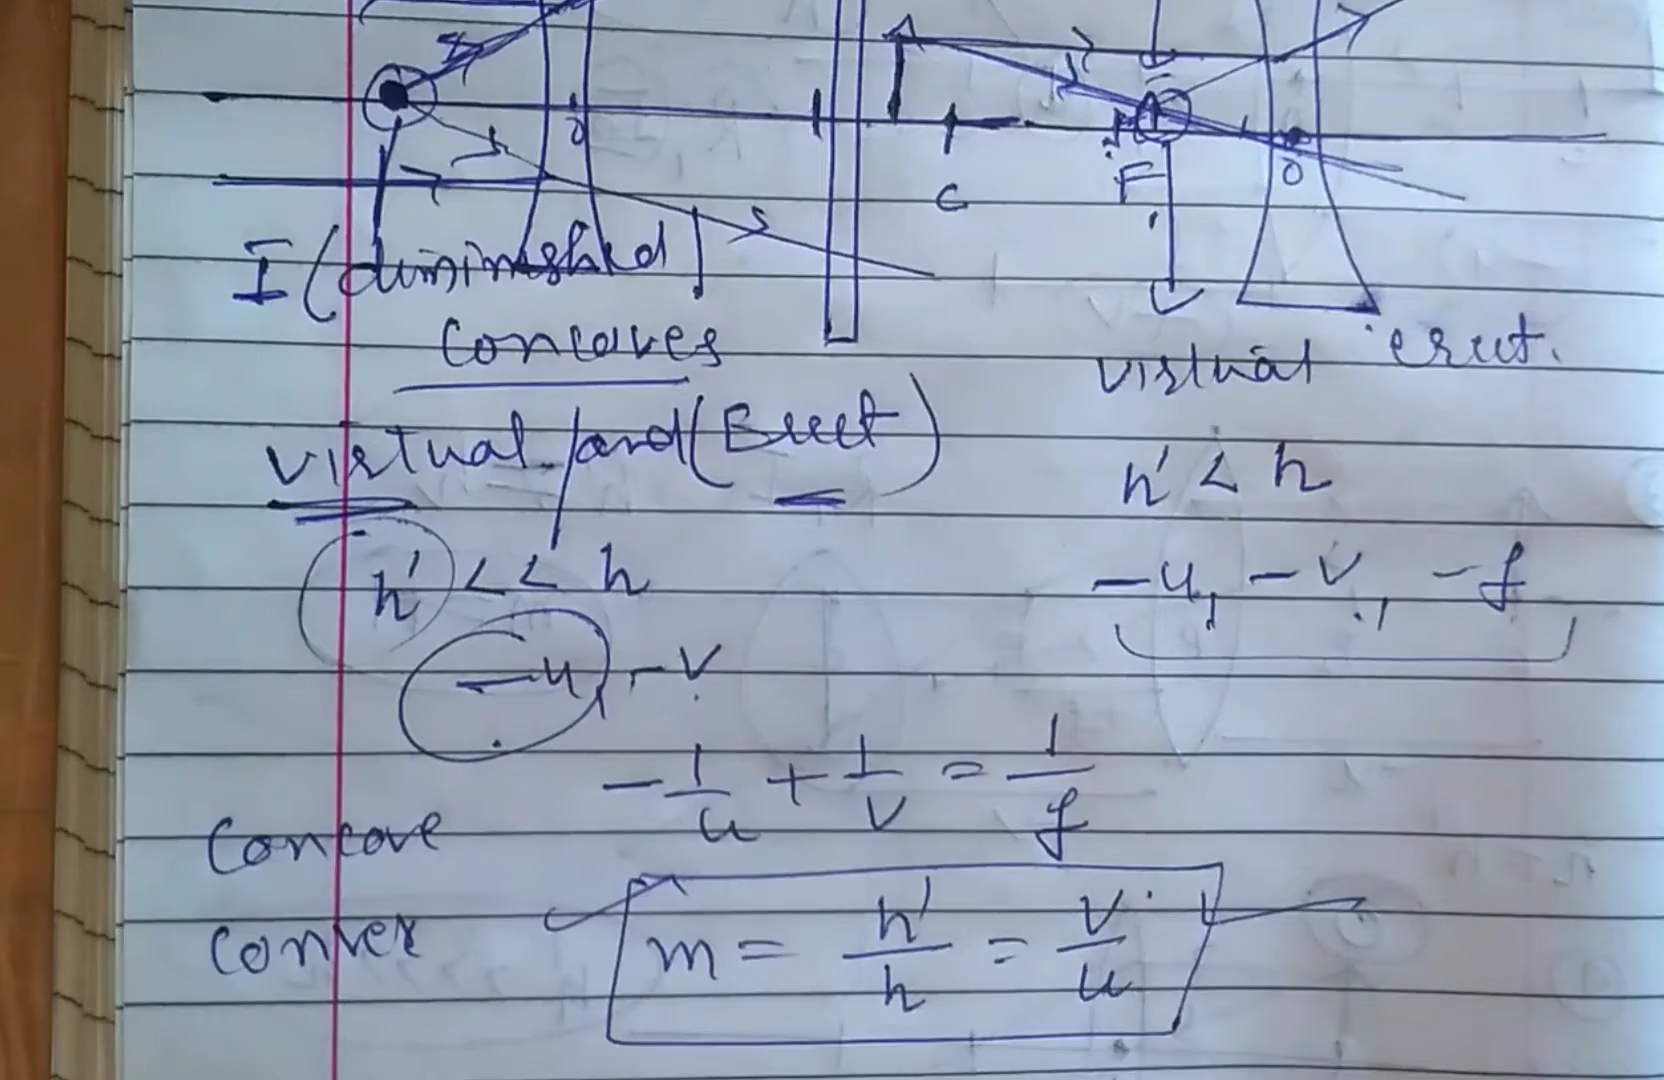 O
O
C
F
I (diminished)
Concaves
virtual erect.
virtual and (Erect)
h' < h
h' << h
-u, -v, -f
-u, -v
-1/u + 1/v = 1/f
Concave
Convex
m = h'/h = v/u